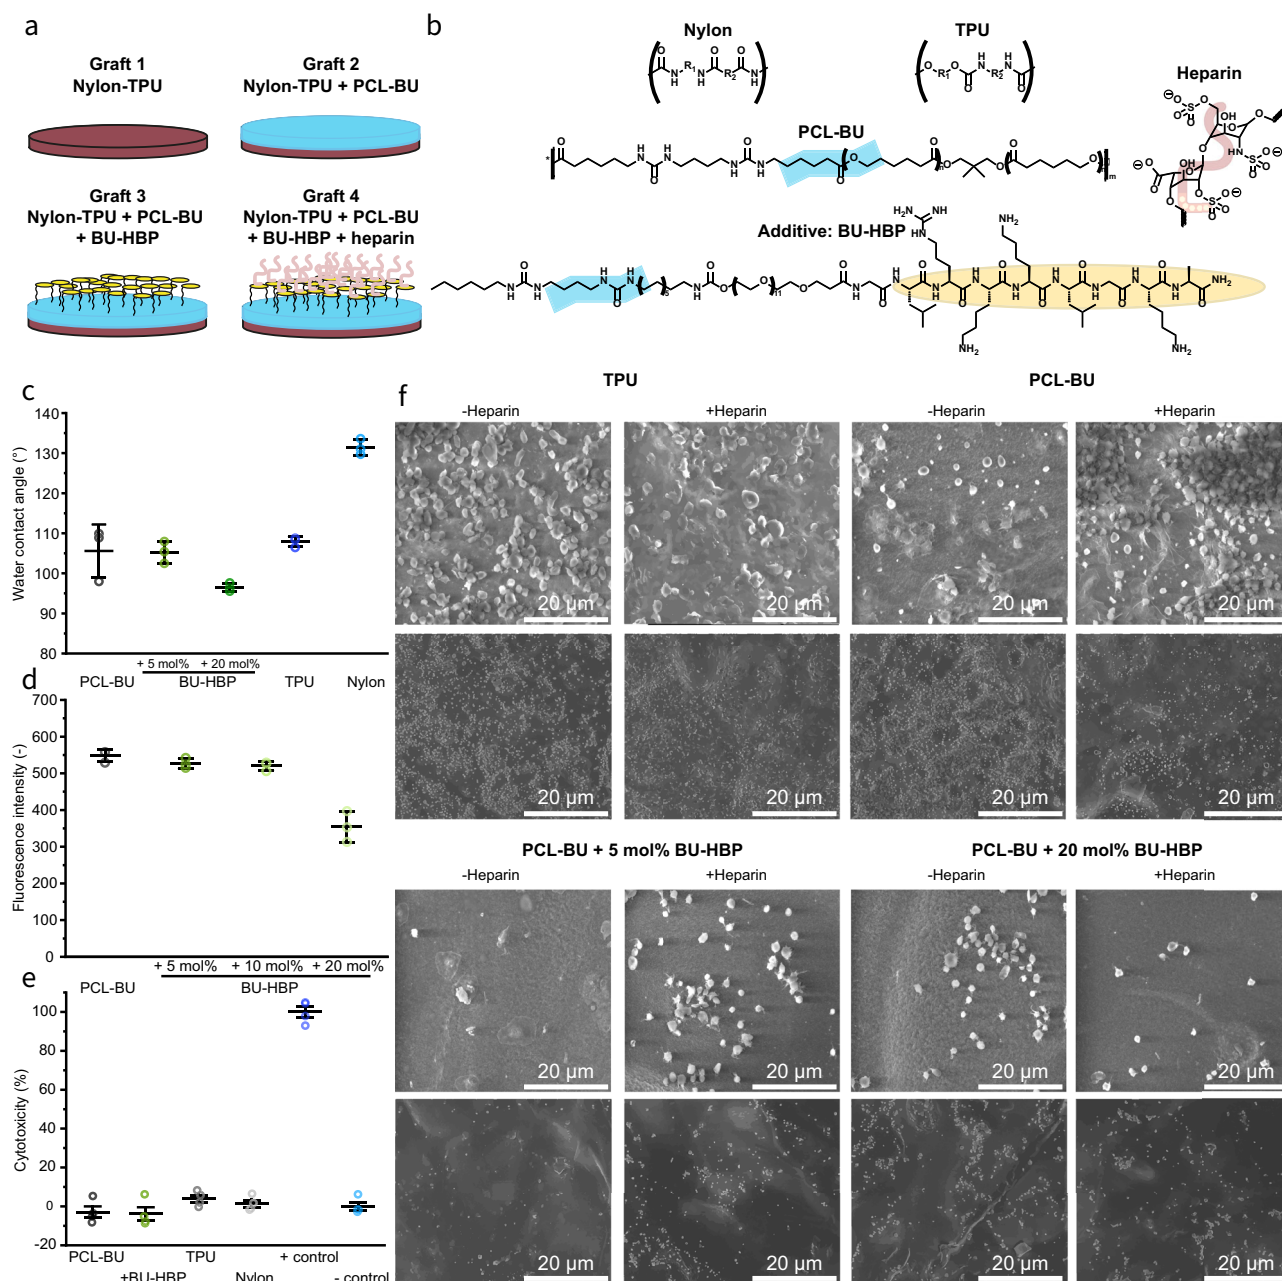 a
Graft 1
Nylon-TPU
Graft 2
Nylon-TPU + PCL-BU
Graft 3
Nylon-TPU + PCL-BU
+ BU-HBP
Graft 4
Nylon-TPU + PCL-BU
+ BU-HBP + heparin
b
Nylon
TPU
Heparin
PCL-BU
Additive: BU-HBP
c
Water contact angle (°)
140
130
120
110
100
90
80
+ 5 mol% + 20 mol%
PCL-BU BU-HBP TPU Nylon
d
Fluorescence intensity (-)
700
600
500
400
300
200
100
0
+ 5 mol% + 10 mol% + 20 mol%
PCL-BU BU-HBP
e
Cytotoxicity (%)
100
80
60
40
20
0
-20
PCL-BU TPU + control
+BU-HBP Nylon - control
f
TPU PCL-BU
-Heparin +Heparin -Heparin +Heparin
20 µm 20 µm 20 µm 20 µm
20 µm 20 µm 20 µm 20 µm
PCL-BU + 5 mol% BU-HBP PCL-BU + 20 mol% BU-HBP
-Heparin +Heparin -Heparin +Heparin
20 µm 20 µm 20 µm 20 µm
20 µm 20 µm 20 µm 20 µm